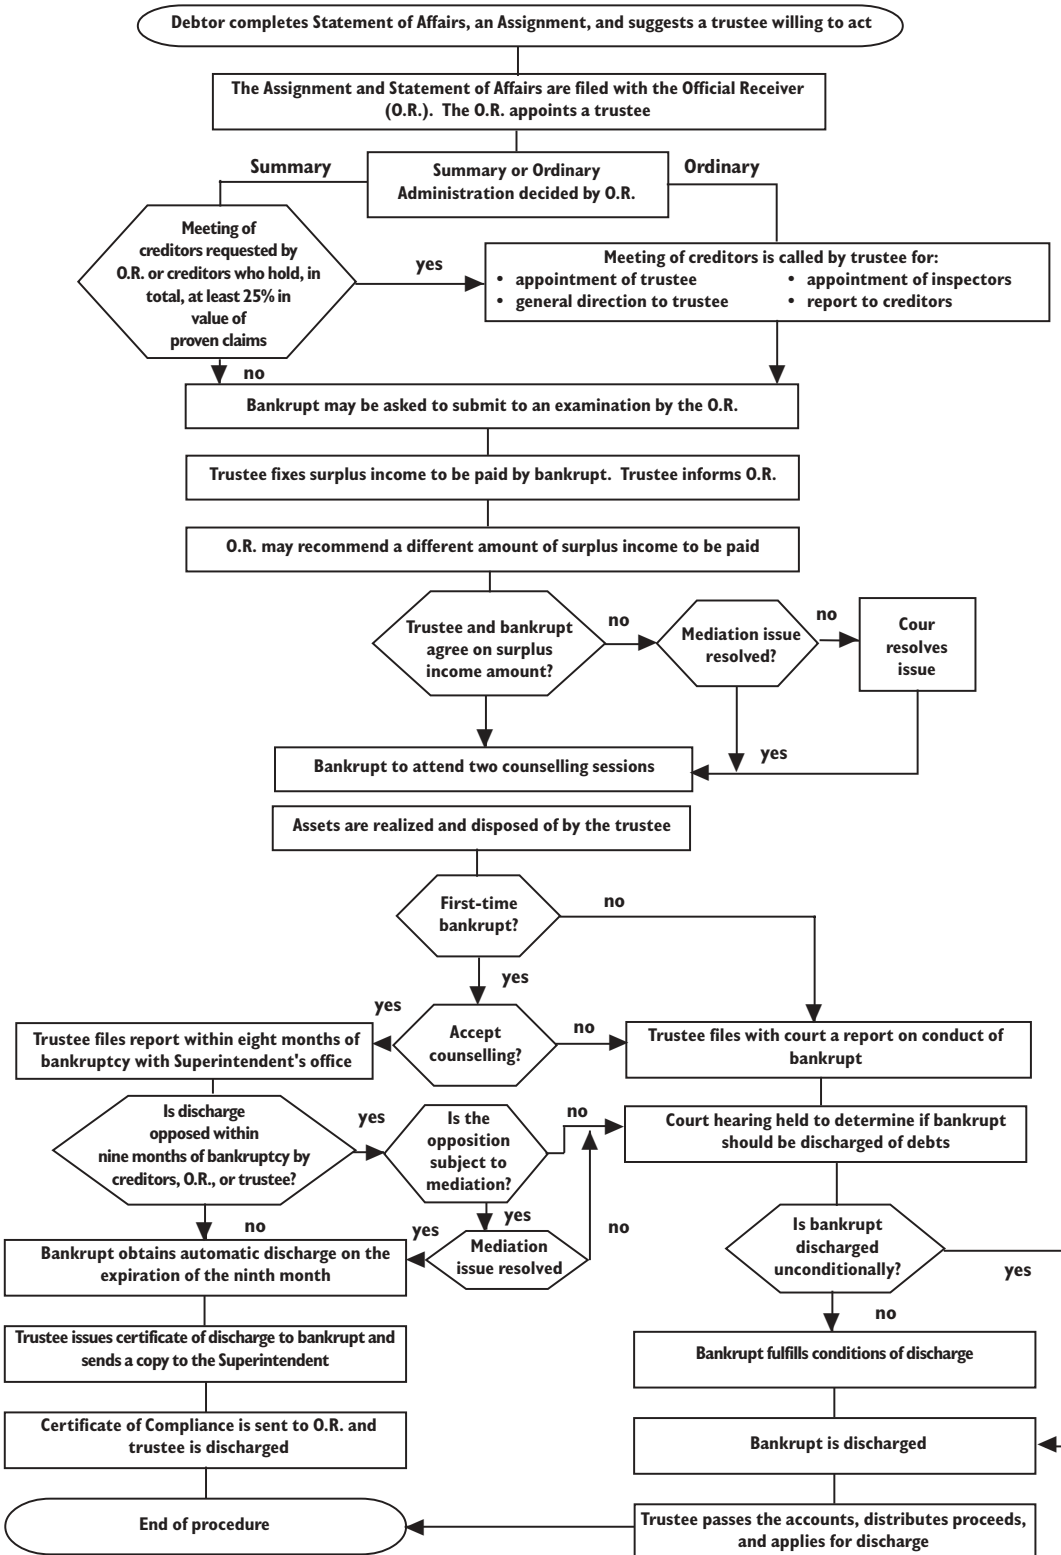 Debtor completes Statement of Affairs, an Assignment, and suggests a trustee willing to act
The Assignment and Statement of Affairs are filed with the Official Receiver
(O.R.). The O.R. appoints a trustee
Summary
Summary or Ordinary
Administration decided by O.R.
Ordinary
Meeting of
creditors requested by
O.R. or creditors who hold, in
total, at least 25% in
value of
proven claims
yes
Meeting of creditors is called by trustee for:
• appointment of trustee
• general direction to trustee
• appointment of inspectors
• report to creditors
no
Bankrupt may be asked to submit to an examination by the O.R.
Trustee fixes surplus income to be paid by bankrupt. Trustee informs O.R.
O.R. may recommend a different amount of surplus income to be paid
Trustee and bankrupt
agree on surplus
income amount?
no
Mediation issue
resolved?
no
Cour
resolves
issue
yes
Bankrupt to attend two counselling sessions
Assets are realized and disposed of by the trustee
First-time
bankrupt?
no
yes
Accept
counselling?
yes
no
Trustee files report within eight months of
bankruptcy with Superintendent's office
Trustee files with court a report on conduct of
bankrupt
Is discharge
opposed within
nine months of bankruptcy by
creditors, O.R., or trustee?
yes
Is the
opposition
subject to
mediation?
no
Court hearing held to determine if bankrupt
should be discharged of debts
no
yes
yes
Mediation
issue resolved
no
Bankrupt obtains automatic discharge on the
expiration of the ninth month
Is bankrupt
discharged
unconditionally?
yes
no
Trustee issues certificate of discharge to bankrupt and
sends a copy to the Superintendent
Bankrupt fulfills conditions of discharge
Certificate of Compliance is sent to O.R. and
trustee is discharged
Bankrupt is discharged
End of procedure
Trustee passes the accounts, distributes proceeds,
and applies for discharge